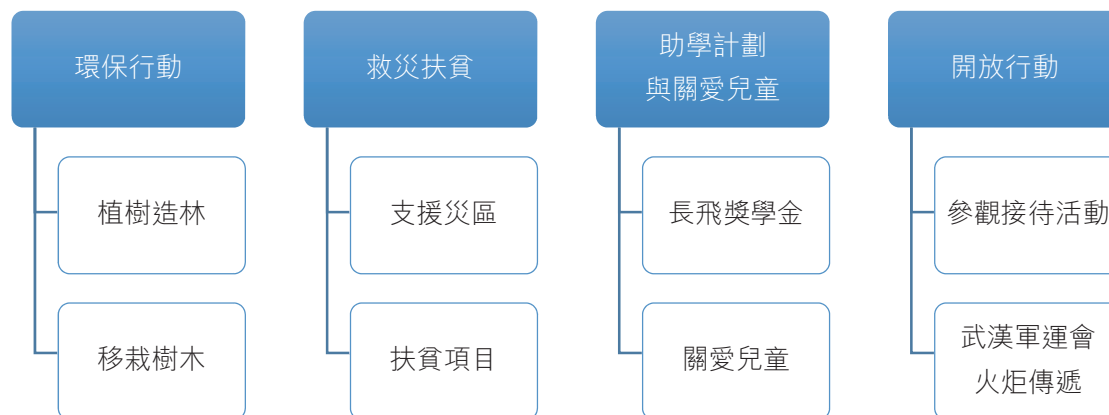 環保行動
植樹造林
移栽樹木
救災扶貧
支援災區
扶貧項目
助學計劃
與關愛兒童
長飛獎學金
關愛兒童
開放行動
參觀接待活動
武漢軍運會
火炬傳遞